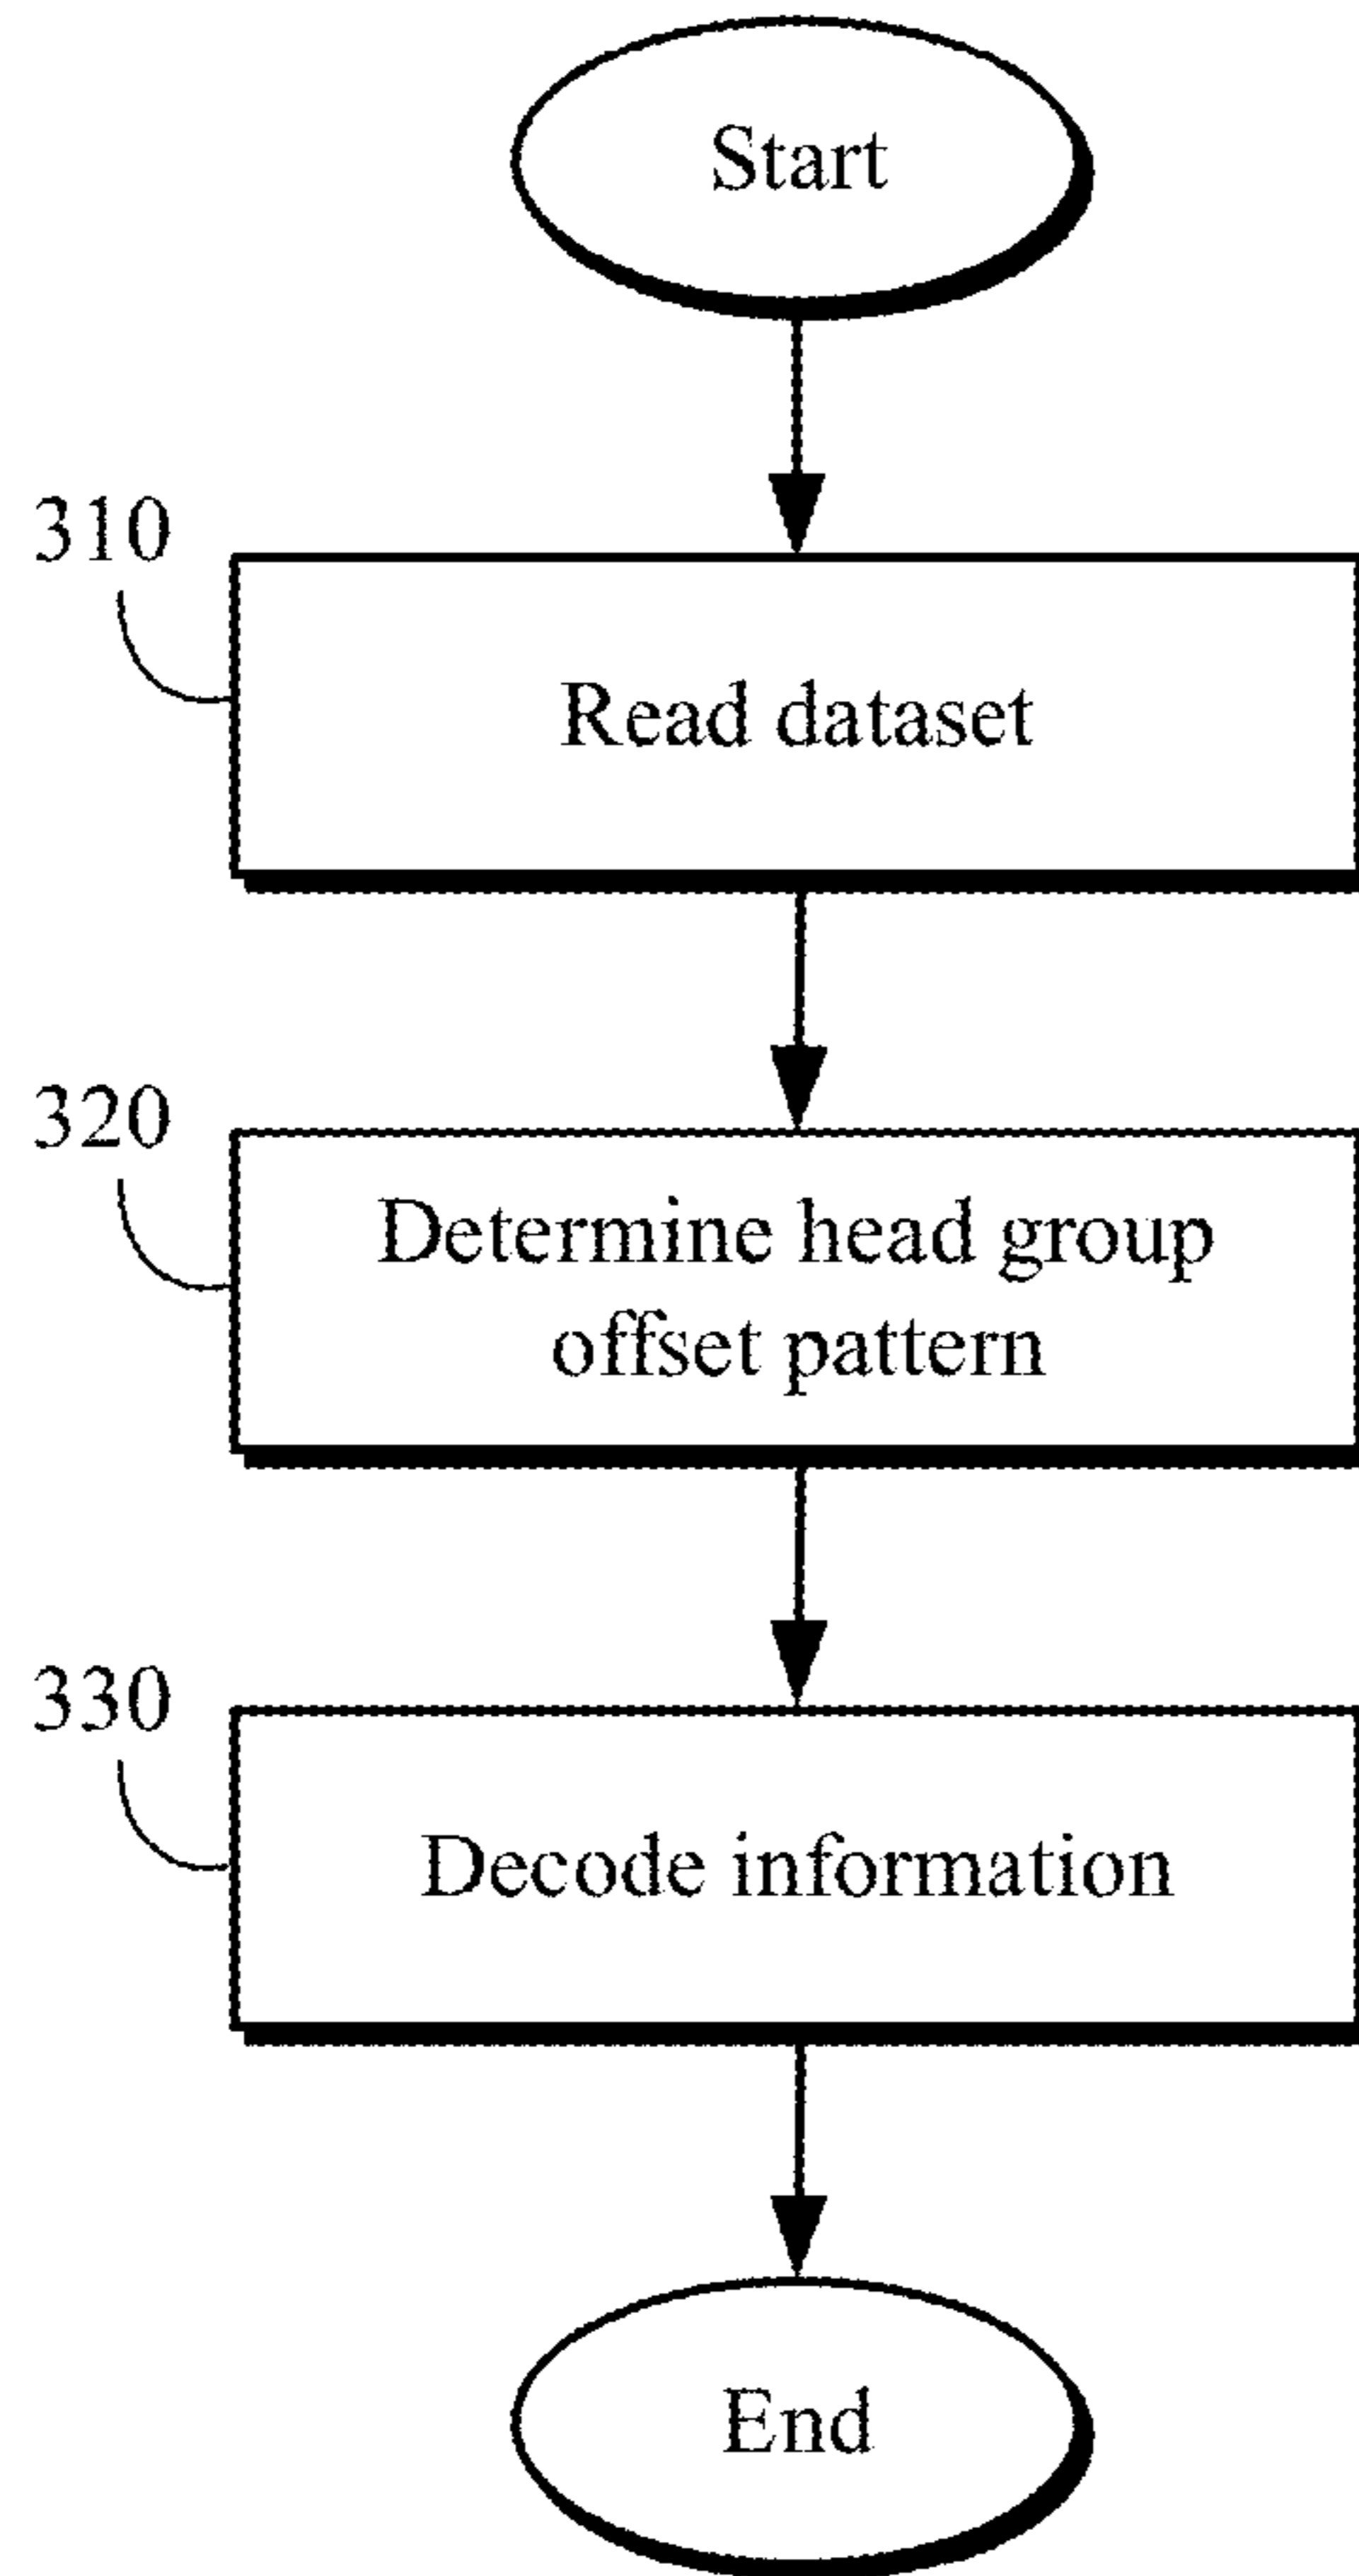 Start
310
Read dataset
320
Determine head group
offset pattern
330
Decode information
End